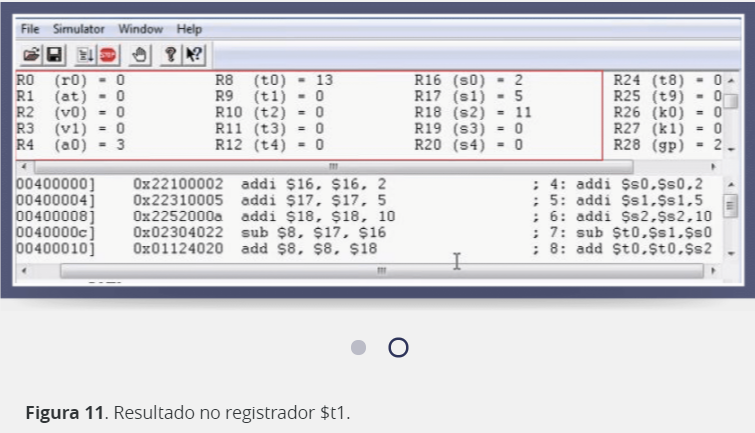 File Simulator Window Help
STOP
R0 (r0) = 0 R8 (t0) = 13 R16 (s0) = 2 R24 (t8) = 0
R1 (at) = 0 R9 (t1) = 0 R17 (s1) = 5 R25 (t9) = 0
R2 (v0) = 0 R10 (t2) = 0 R18 (s2) = 11 R26 (k0) = 0
R3 (v1) = 0 R11 (t3) = 0 R19 (s3) = 0 R27 (k1) = 0
R4 (a0) = 3 R12 (t4) = 0 R20 (s4) = 0 R28 (gp) = 2
00400000] 0x22100002 addi $16, $16, 2 ; 4: addi $s0,$s0,2
00400004] 0x22310005 addi $17, $17, 5 ; 5: addi $s1,$s1,5
00400008] 0x2252000a addi $18, $18, 10 ; 6: addi $s2,$s2,10
0040000c] 0x02304022 sub $8, $17, $16 ; 7: sub $t0,$s1,$s0
00400010] 0x01124020 add $8, $8, $18 ; 8: add $t0,$t0,$s2
Figura 11. Resultado no registrador $t1.